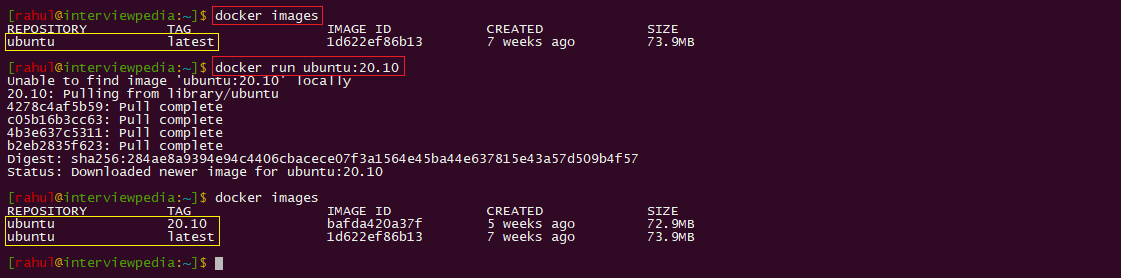 [rahul@interviewpedia:~]$ docker images
REPOSITORY TAG IMAGE ID CREATED SIZE
ubuntu latest 1d622ef86b13 7 weeks ago 73.9MB
[rahul@interviewpedia:~]$ docker run ubuntu:20.10
Unable to find image 'ubuntu:20.10' locally
20.10: Pulling from library/ubuntu
4278c4af5b59: Pull complete
c05b16b3cc63: Pull complete
4b3e637c5311: Pull complete
b2eb2835f623: Pull complete
Digest: sha256:284ae8a9394e94c4406cbacece07f3a1564e45ba44e637815e43a57d509b4f57
Status: Downloaded newer image for ubuntu:20.10
[rahul@interviewpedia:~]$ docker images
REPOSITORY TAG IMAGE ID CREATED SIZE
ubuntu 20.10 bafda420a37f 5 weeks ago 72.9MB
ubuntu latest 1d622ef86b13 7 weeks ago 73.9MB
[rahul@interviewpedia:~]$